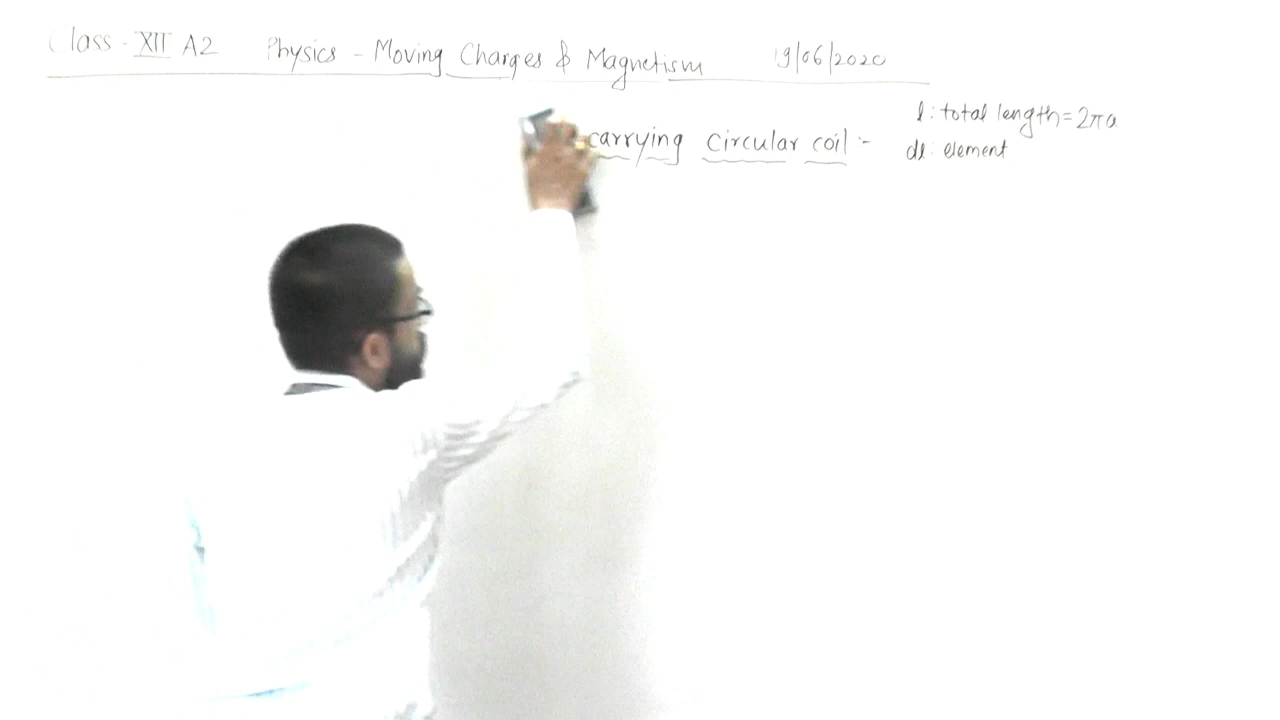 Class - XII A2 Physics - Moving Charges & Magnetism 19/06/2020
carrying circular coil :-
l : total length = 2πa
dl : element